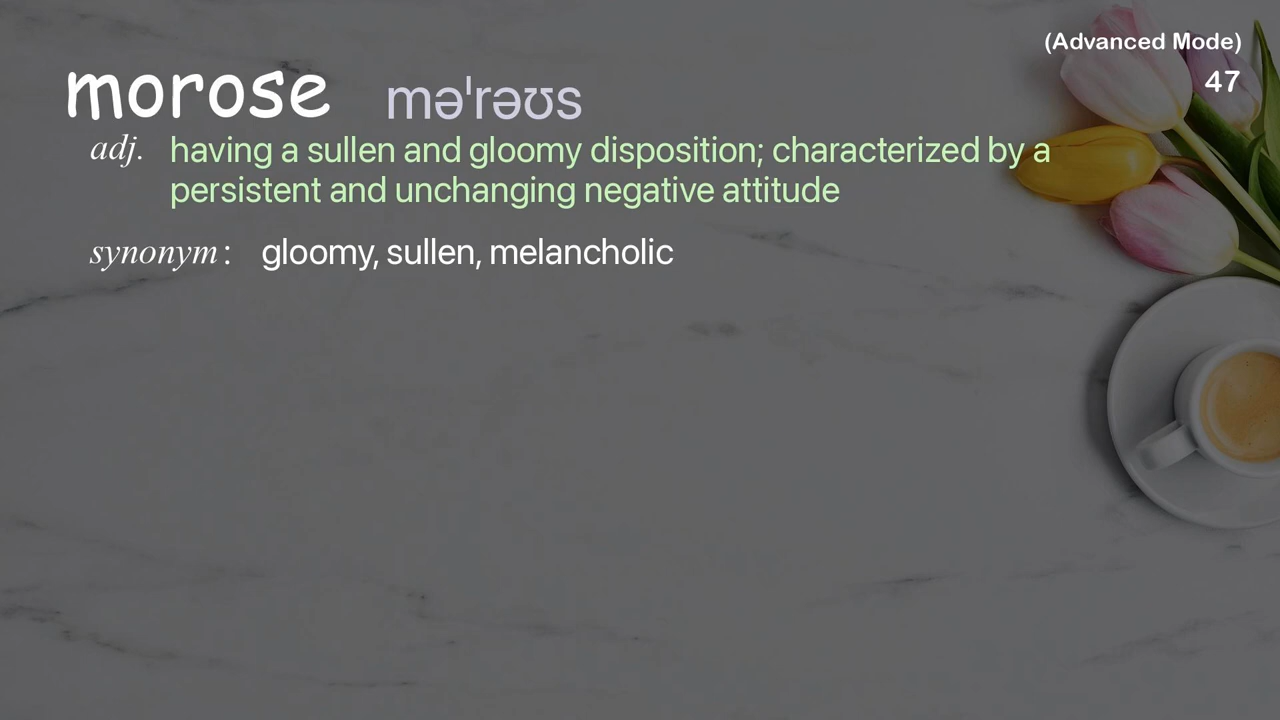 (Advanced Mode)
47
morose məˈrəʊs
adj. having a sullen and gloomy disposition; characterized by a
persistent and unchanging negative attitude
synonym : gloomy, sullen, melancholic